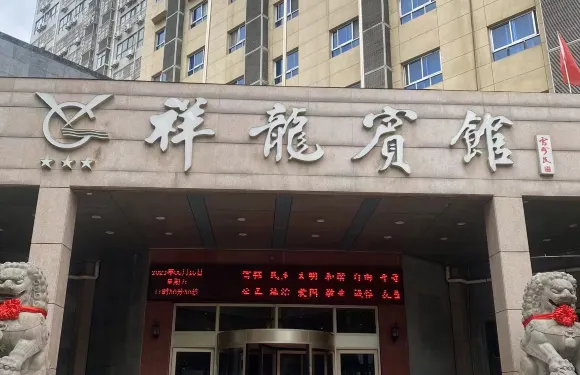 祥龍賓館
富强 民主 文明 和谐 自由 平等
公正 法治 爱国 敬业 诚信 友善